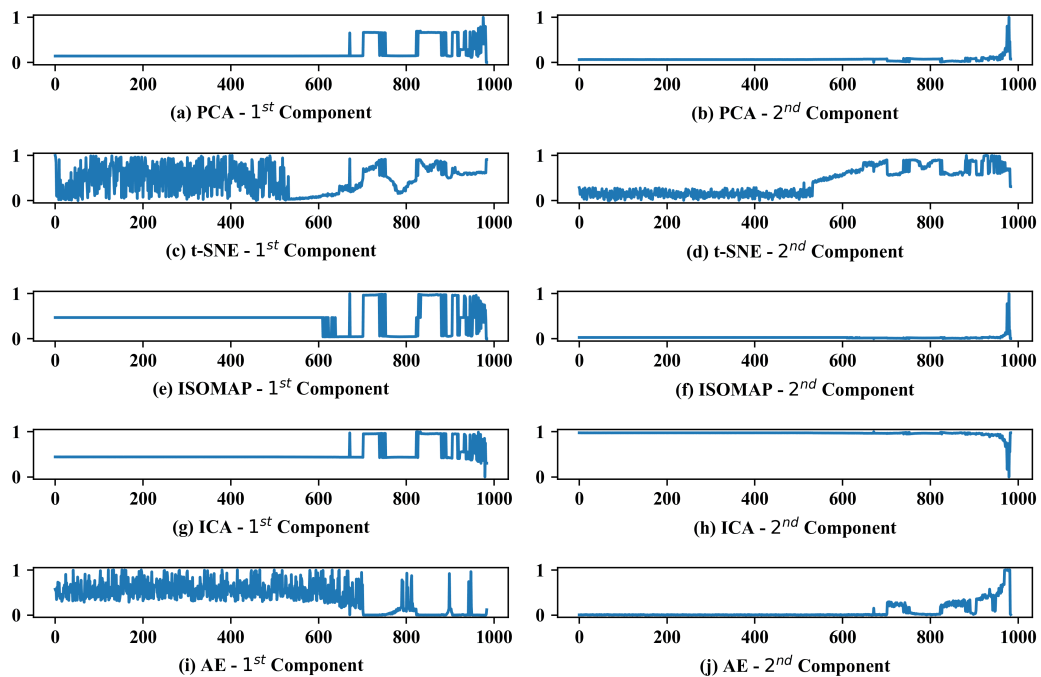 1
0
0 200 400 600 800 1000
(a) PCA - 1st Component
1
0
0 200 400 600 800 1000
(b) PCA - 2nd Component
1
0
0 200 400 600 800 1000
(c) t-SNE - 1st Component
1
0
0 200 400 600 800 1000
(d) t-SNE - 2nd Component
1
0
0 200 400 600 800 1000
(e) ISOMAP - 1st Component
1
0
0 200 400 600 800 1000
(f) ISOMAP - 2nd Component
1
0
0 200 400 600 800 1000
(g) ICA - 1st Component
1
0
0 200 400 600 800 1000
(h) ICA - 2nd Component
1
0
0 200 400 600 800 1000
(i) AE - 1st Component
1
0
0 200 400 600 800 1000
(j) AE - 2nd Component